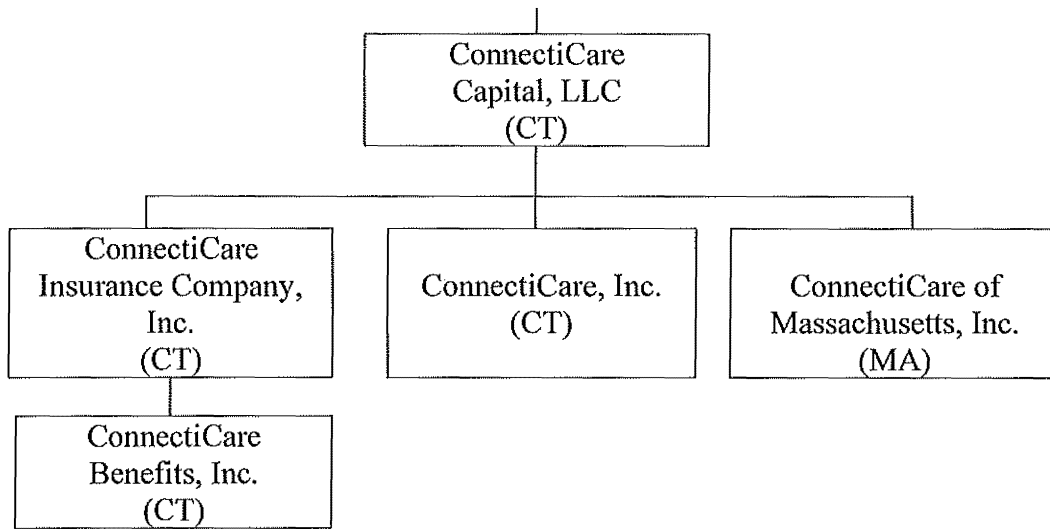 ConnectiCare
Capital, LLC
(CT)
ConnectiCare
Insurance Company,
Inc.
(CT)
ConnectiCare, Inc.
(CT)
ConnectiCare of
Massachusetts, Inc.
(MA)
ConnectiCare
Benefits, Inc.
(CT)